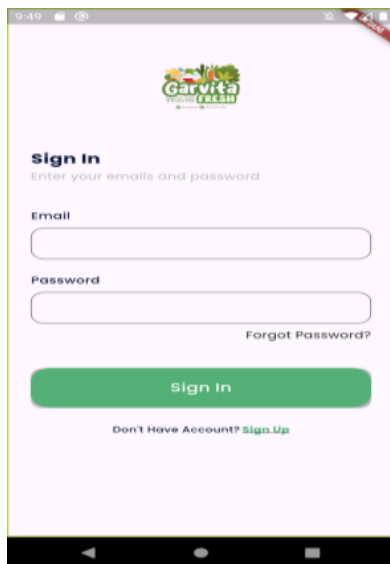 9:49
Garvita
FRESH
Sign In
Enter your emails and password
Email
Password
Forgot Password?
Sign In
Don't Have Account? Sign Up